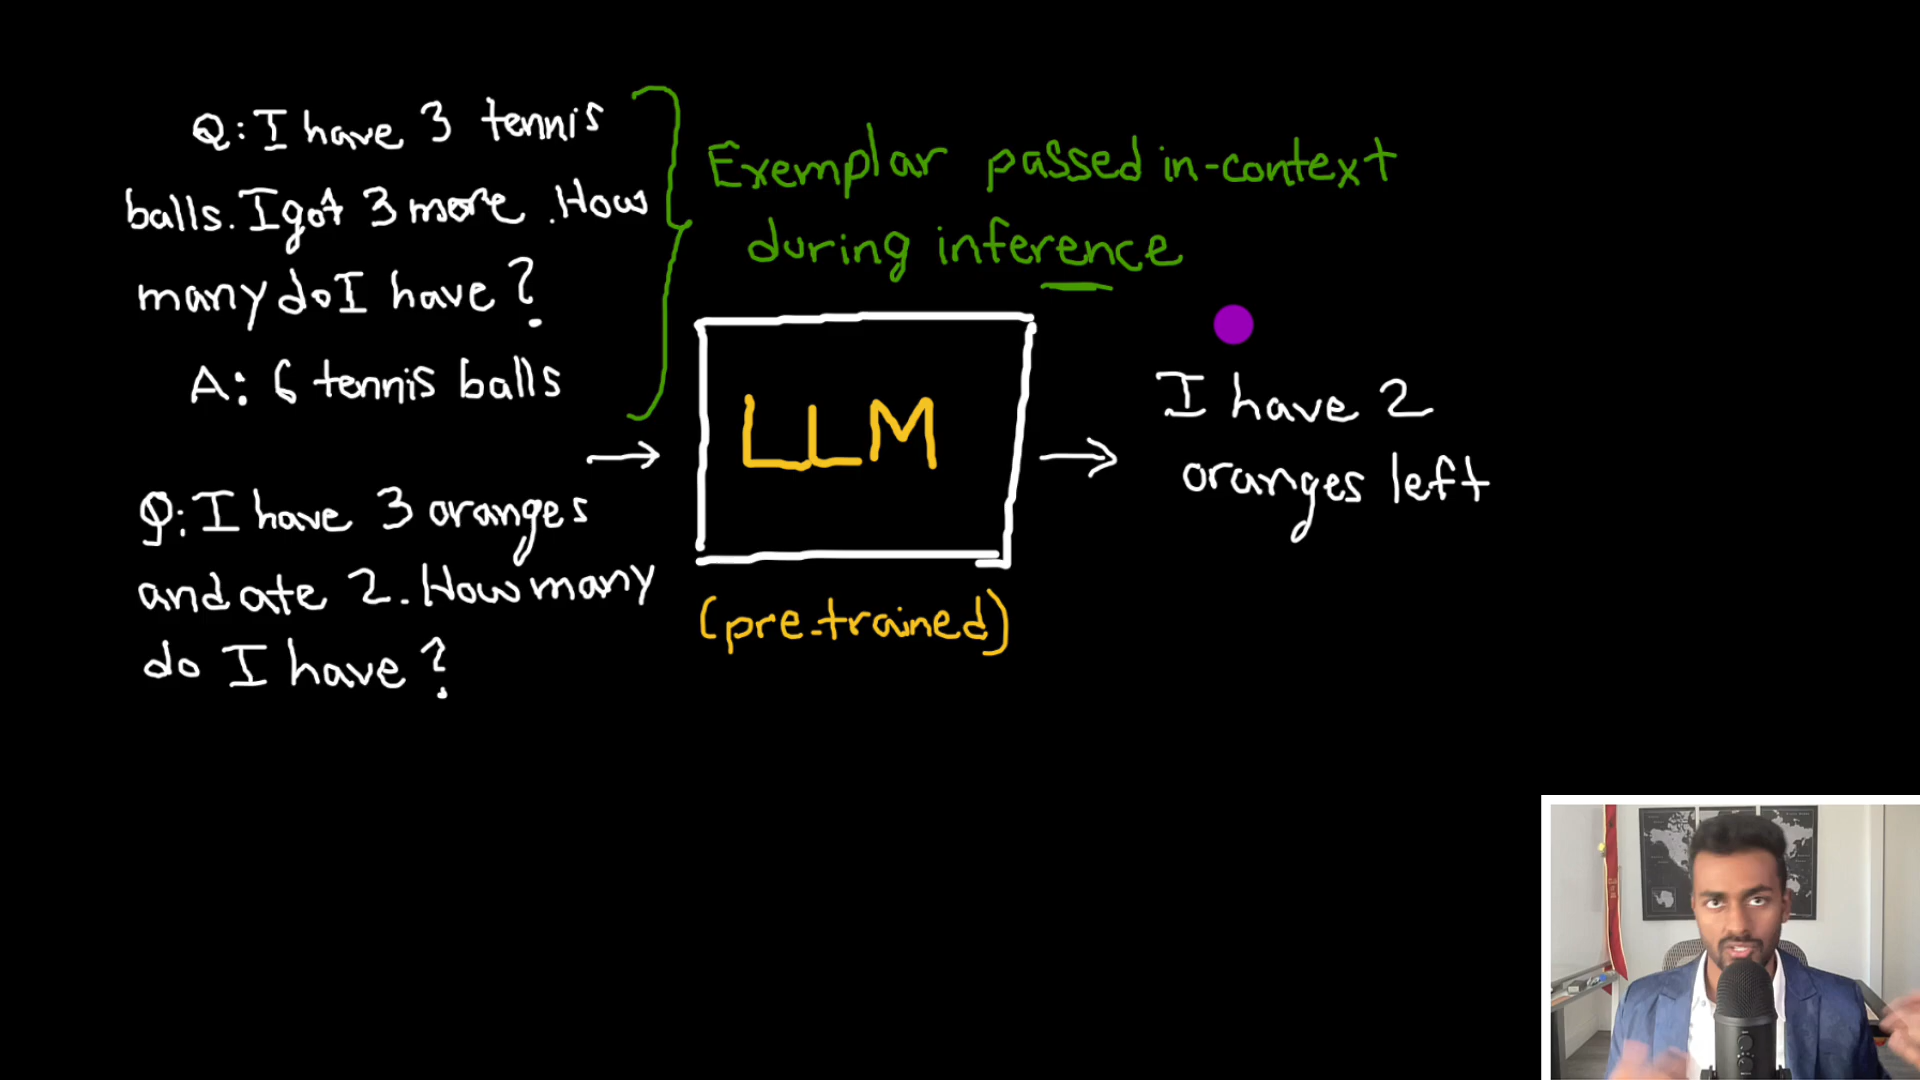 Q: I have 3 tennis
balls. I got 3 more. How
many do I have?
A: 6 tennis balls
Exemplar passed in-context
during inference
Q: I have 3 oranges
and ate 2. How many
do I have?
LLM
(pre-trained)
I have 2
oranges left